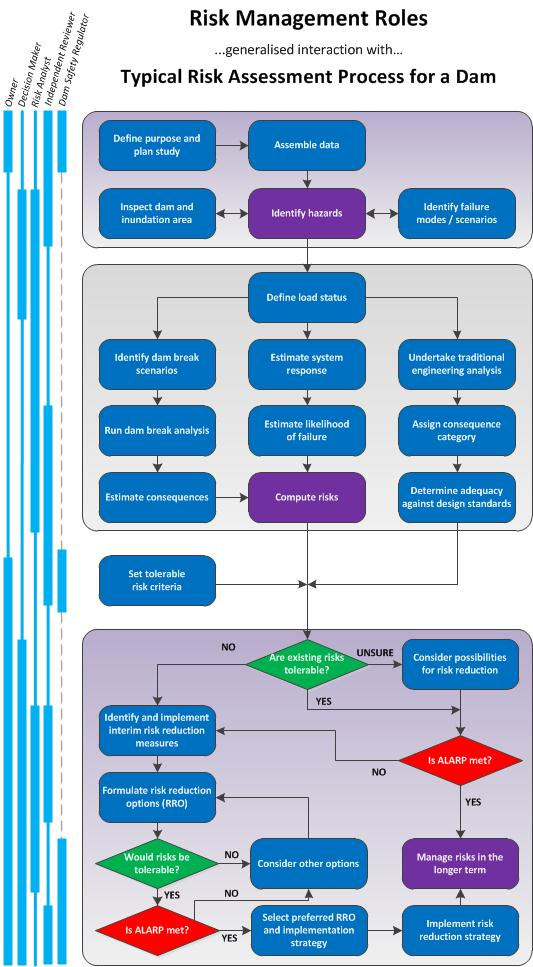 Risk Management Roles
...generalised interaction with...
Typical Risk Assessment Process for a Dam
Owner
Decision Maker
Risk Analyst
Independent Reviewer
Dam Safety Regulator
Define purpose and
plan study
Assemble data
Inspect dam and
inundation area
Identify hazards
Identify failure
modes / scenarios
Define load status
Identify dam break
scenarios
Estimate system
response
Undertake traditional
engineering analysis
Run dam break analysis
Estimate likelihood
of failure
Assign consequence
category
Estimate consequences
Compute risks
Determine adequacy
against design standards
Set tolerable
risk criteria
NO
Are existing risks
tolerable?
UNSURE
Consider possibilities
for risk reduction
YES
Identify and implement
interim risk reduction
measures
Is ALARP met?
NO
YES
Formulate risk reduction
options (RRO)
Would risks be
tolerable?
NO
Consider other options
Manage risks in the
longer term
YES
NO
Is ALARP met?
YES
Select preferred RRO
and implementation
strategy
Implement risk
reduction strategy